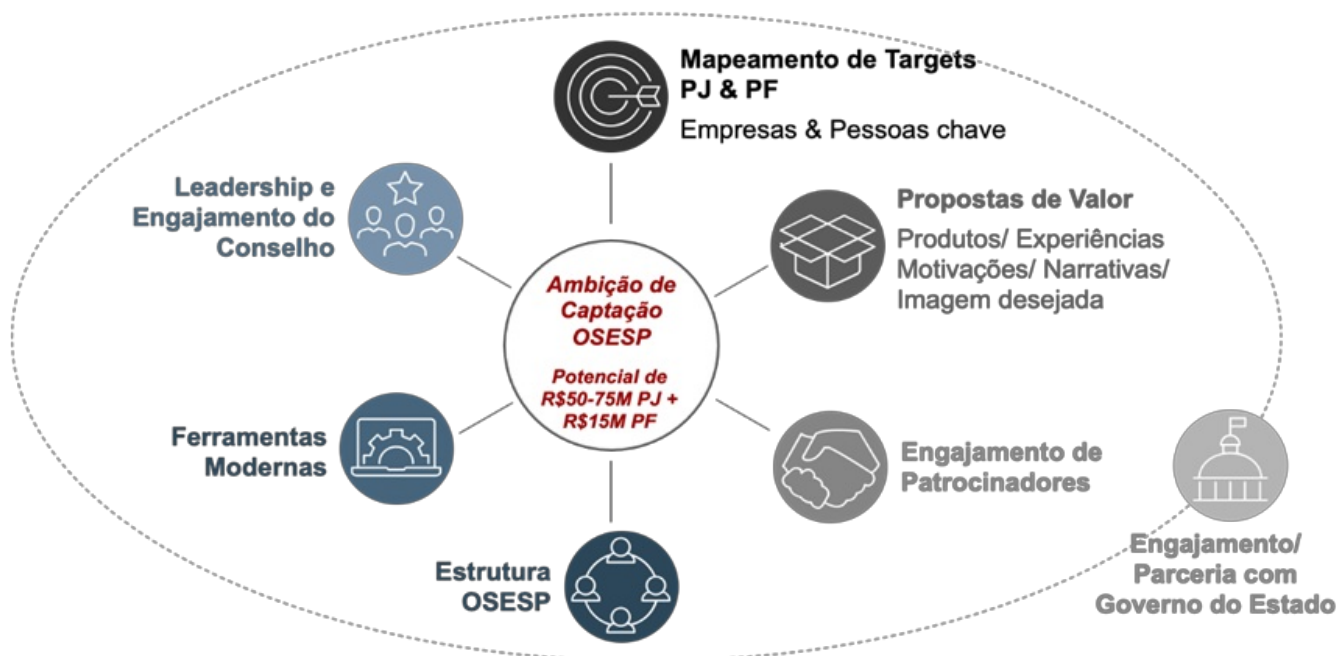 Mapeamento de Targets
PJ & PF
Empresas & Pessoas chave
Leadership e
Engajamento do
Conselho
Propostas de Valor
Produtos/ Experiências
Motivações/ Narrativas/
Imagem desejada
Ambição de
Captação
OSESP
Potencial de
R$50-75M PJ +
R$15M PF
Ferramentas
Modernas
Engajamento de
Patrocinadores
Estrutura
OSESP
Engajamento/
Parceria com
Governo do Estado